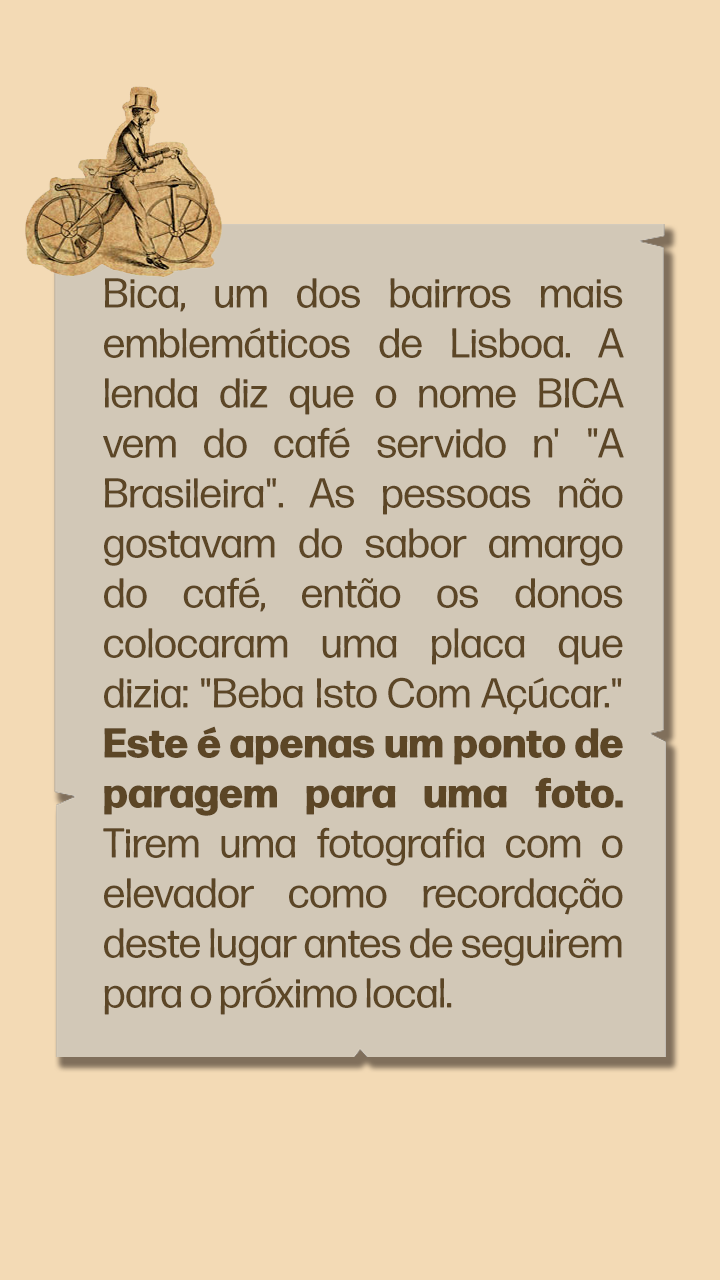 Bica, um dos bairros mais
emblemáticos de Lisboa. A
lenda diz que o nome BICA
vem do café servido n' "A
Brasileira". As pessoas não
gostavam do sabor amargo
do café, então os donos
colocaram uma placa que
dizia: "Beba Isto Com Açúcar."
Este é apenas um ponto de
paragem para uma foto.
Tirem uma fotografia com o
elevador como recordação
deste lugar antes de seguirem
para o próximo local.